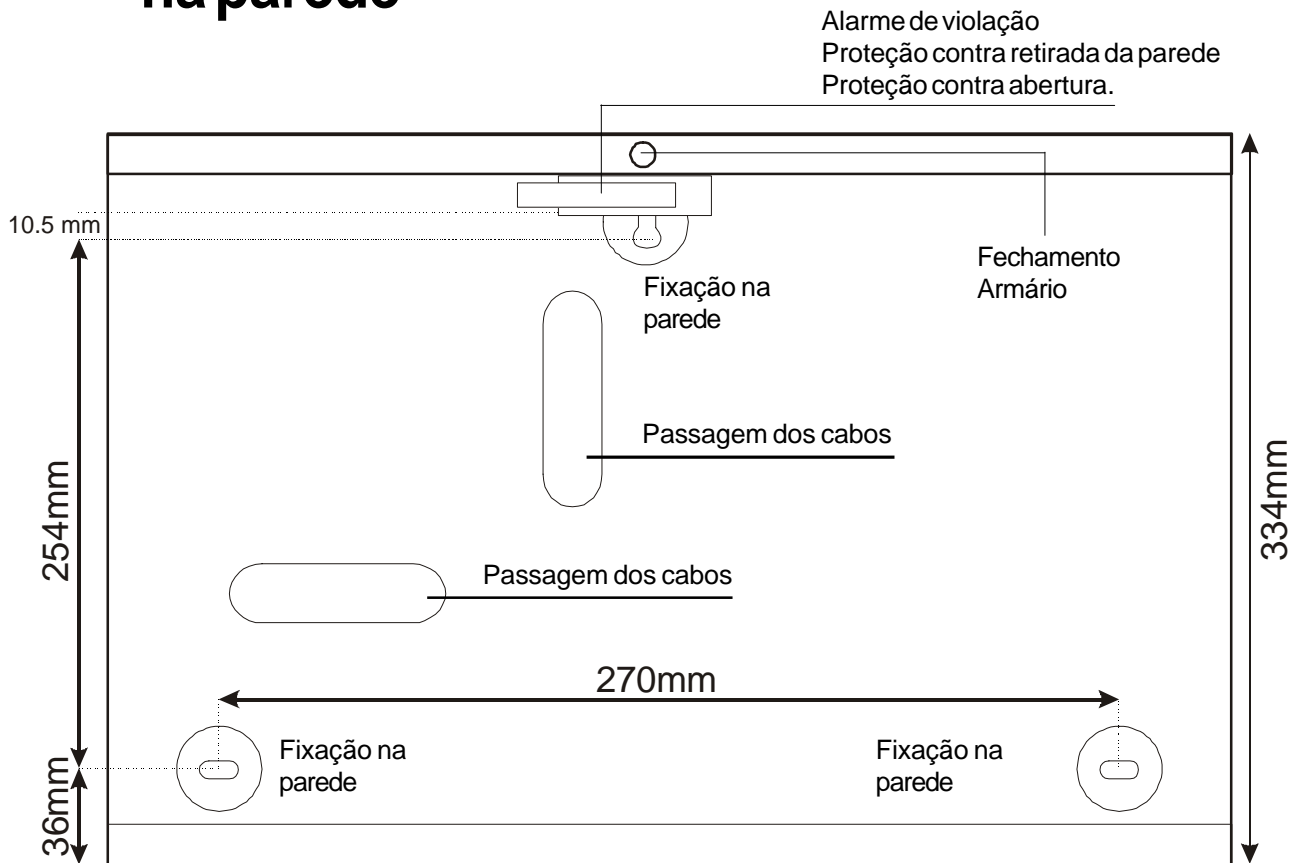 na parede
Alarme de violação
Proteção contra retirada da parede
Proteção contra abertura.
10.5 mm
Fechamento
Armário
Fixação na
parede
Passagem dos cabos
254mm
334mm
Passagem dos cabos
270mm
Fixação na
parede
Fixação na
parede
36mm